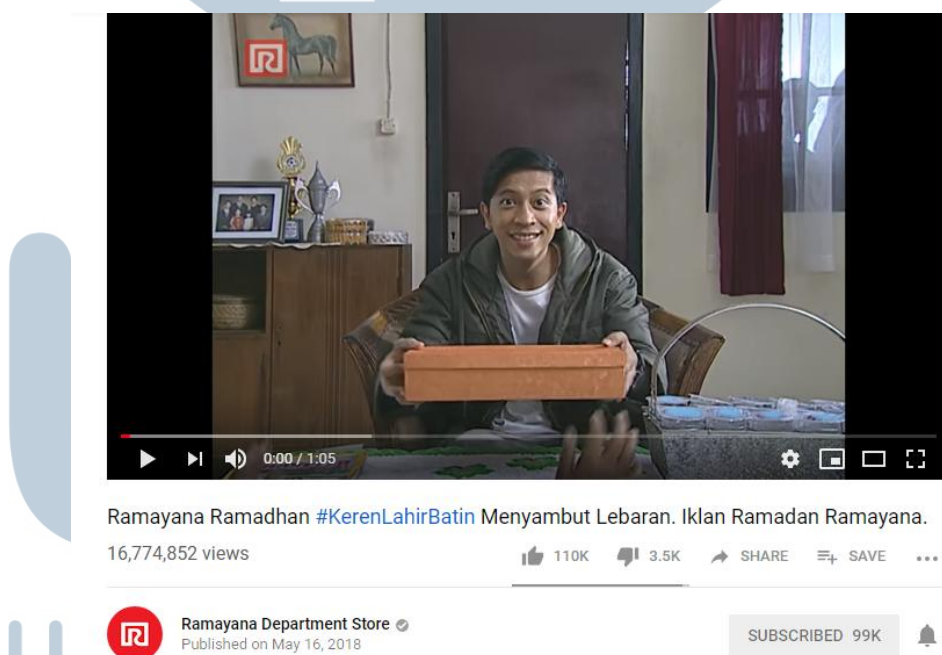 0:00 / 1:05
Ramayana Ramadhan #KerenLahirBatin Menyambut Lebaran. Iklan Ramadan Ramayana.
16,774,852 views
110K
3.5K
SHARE
SAVE
Ramayana Department Store
SUBSCRIBED 99K
Published on May 16, 2018